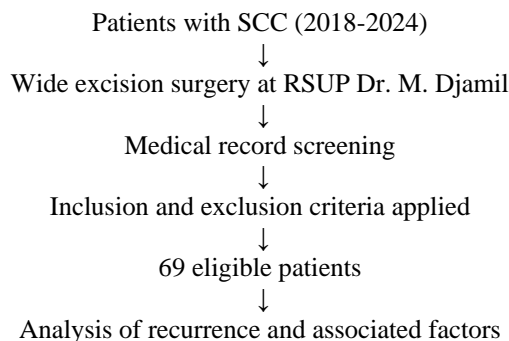 Patients with SCC (2018-2024)
↓
Wide excision surgery at RSUP Dr. M. Djamil
↓
Medical record screening
↓
Inclusion and exclusion criteria applied
↓
69 eligible patients
↓
Analysis of recurrence and associated factors